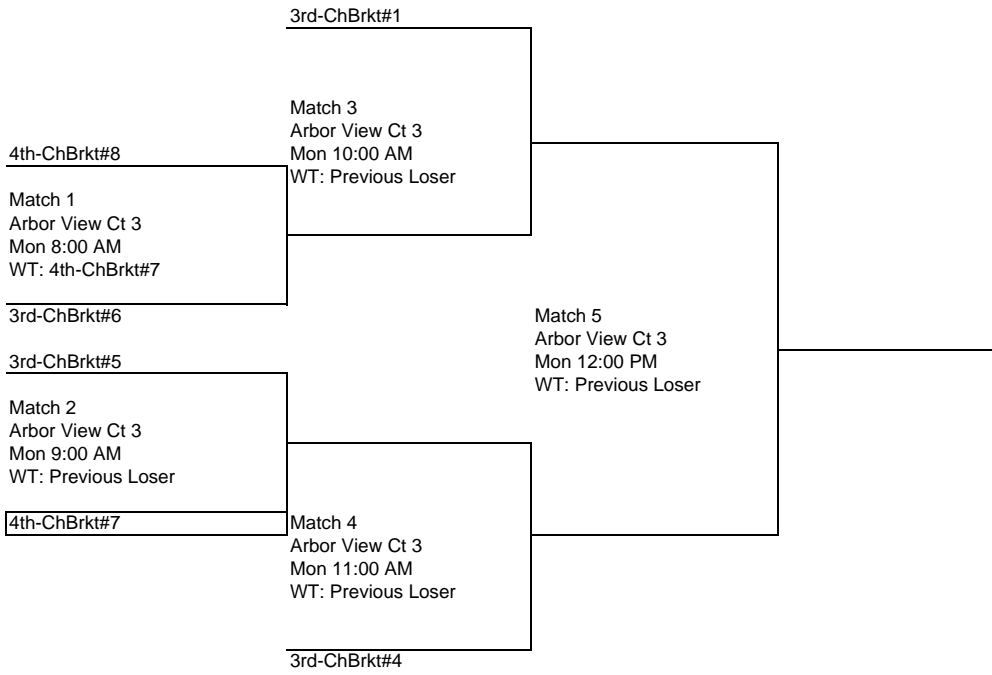 3rd-ChBrkt#1
Match 3
Arbor View Ct 3
Mon 10:00 AM
WT: Previous Loser
4th-ChBrkt#8
Match 1
Arbor View Ct 3
Mon 8:00 AM
WT: 4th-ChBrkt#7
3rd-ChBrkt#6
3rd-ChBrkt#5
Match 2
Arbor View Ct 3
Mon 9:00 AM
WT: Previous Loser
4th-ChBrkt#7
Match 4
Arbor View Ct 3
Mon 11:00 AM
WT: Previous Loser
3rd-ChBrkt#4
Match 5
Arbor View Ct 3
Mon 12:00 PM
WT: Previous Loser